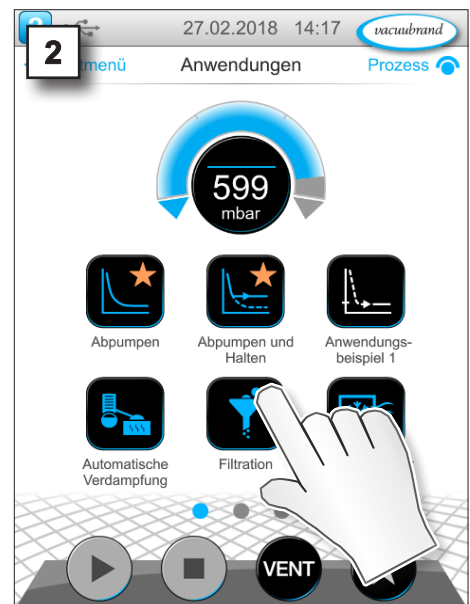 27.02.2018 14:17 vacuubrand
2
menü Anwendungen Prozess
599
mbar
Abpumpen
Abpumpen und
Halten
Anwendungs-
beispiel 1
Automatische
Verdampfung
Filtration
VENT